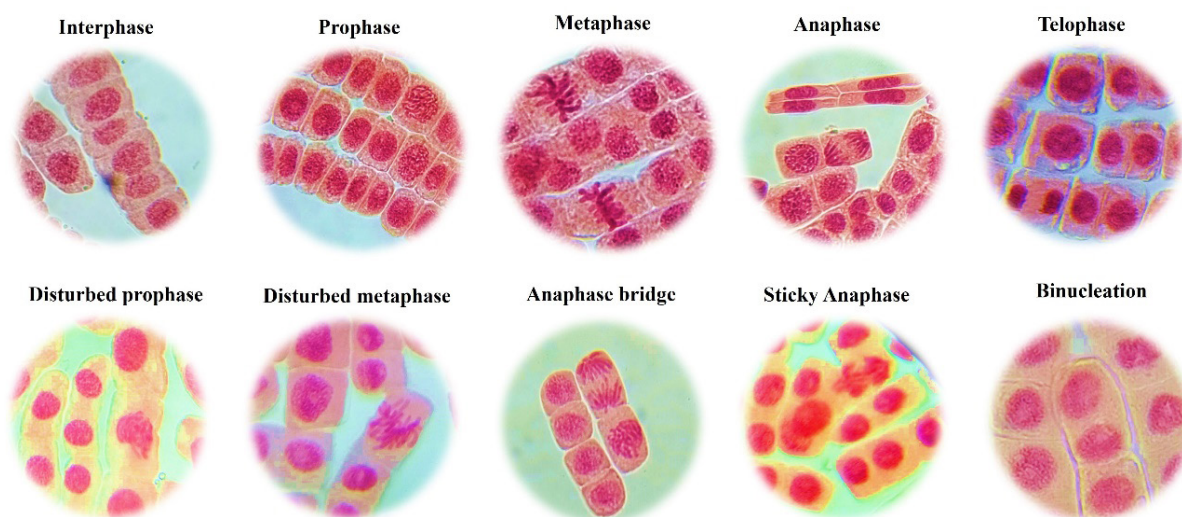 Interphase
Prophase
Metaphase
Anaphase
Telophase
Disturbed prophase
Disturbed metaphase
Anaphase bridge
Sticky Anaphase
Binucleation